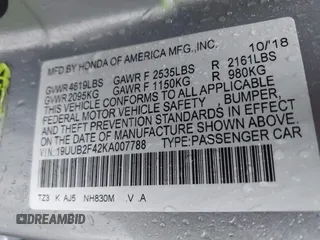 MFD BY HONDA OF AMERICA MFG.,INC. 10/'18
GVWR 4619LBS GAWR F 2535LBS R 2161LBS
GVWR 2095KG GAWR F 1150KG R 980KG
THIS VEHICLE CONFORMS TO ALL APPLICABLE
FEDERAL MOTOR VEHICLE SAFETY, BUMPER,
AND THEFT PREVENTION STANDARDS IN EFFECT
ON THE DATE OF MANUFACTURE SHOWN ABOVE.
VIN:19UUB2F42KA007788 TYPE:PASSENGER CAR
TZ3 K AJ5 NH830M .V .A
DREAMBID